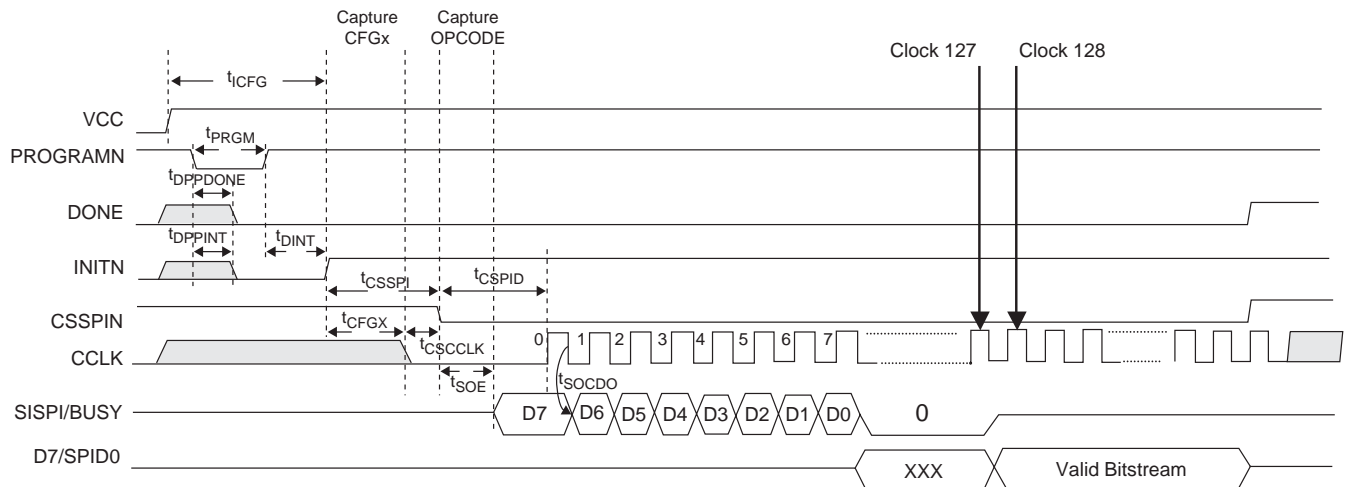 Capture CFGx
Capture OPCODE
Clock 127
Clock 128
tICFG
VCC
tPRGM
PROGRAMN
tDPPDONE
DONE
tDPPINT
tDINT
INITN
tCSSPI
tCSPID
CSSPIN
tCFGX
tCSCCLK
0 1 2 3 4 5 6 7
CCLK
tSOE
tSOCDO
SISPI/BUSY
D7 D6 D5 D4 D3 D2 D1 D0 0
D7/SPID0
XXX
Valid Bitstream